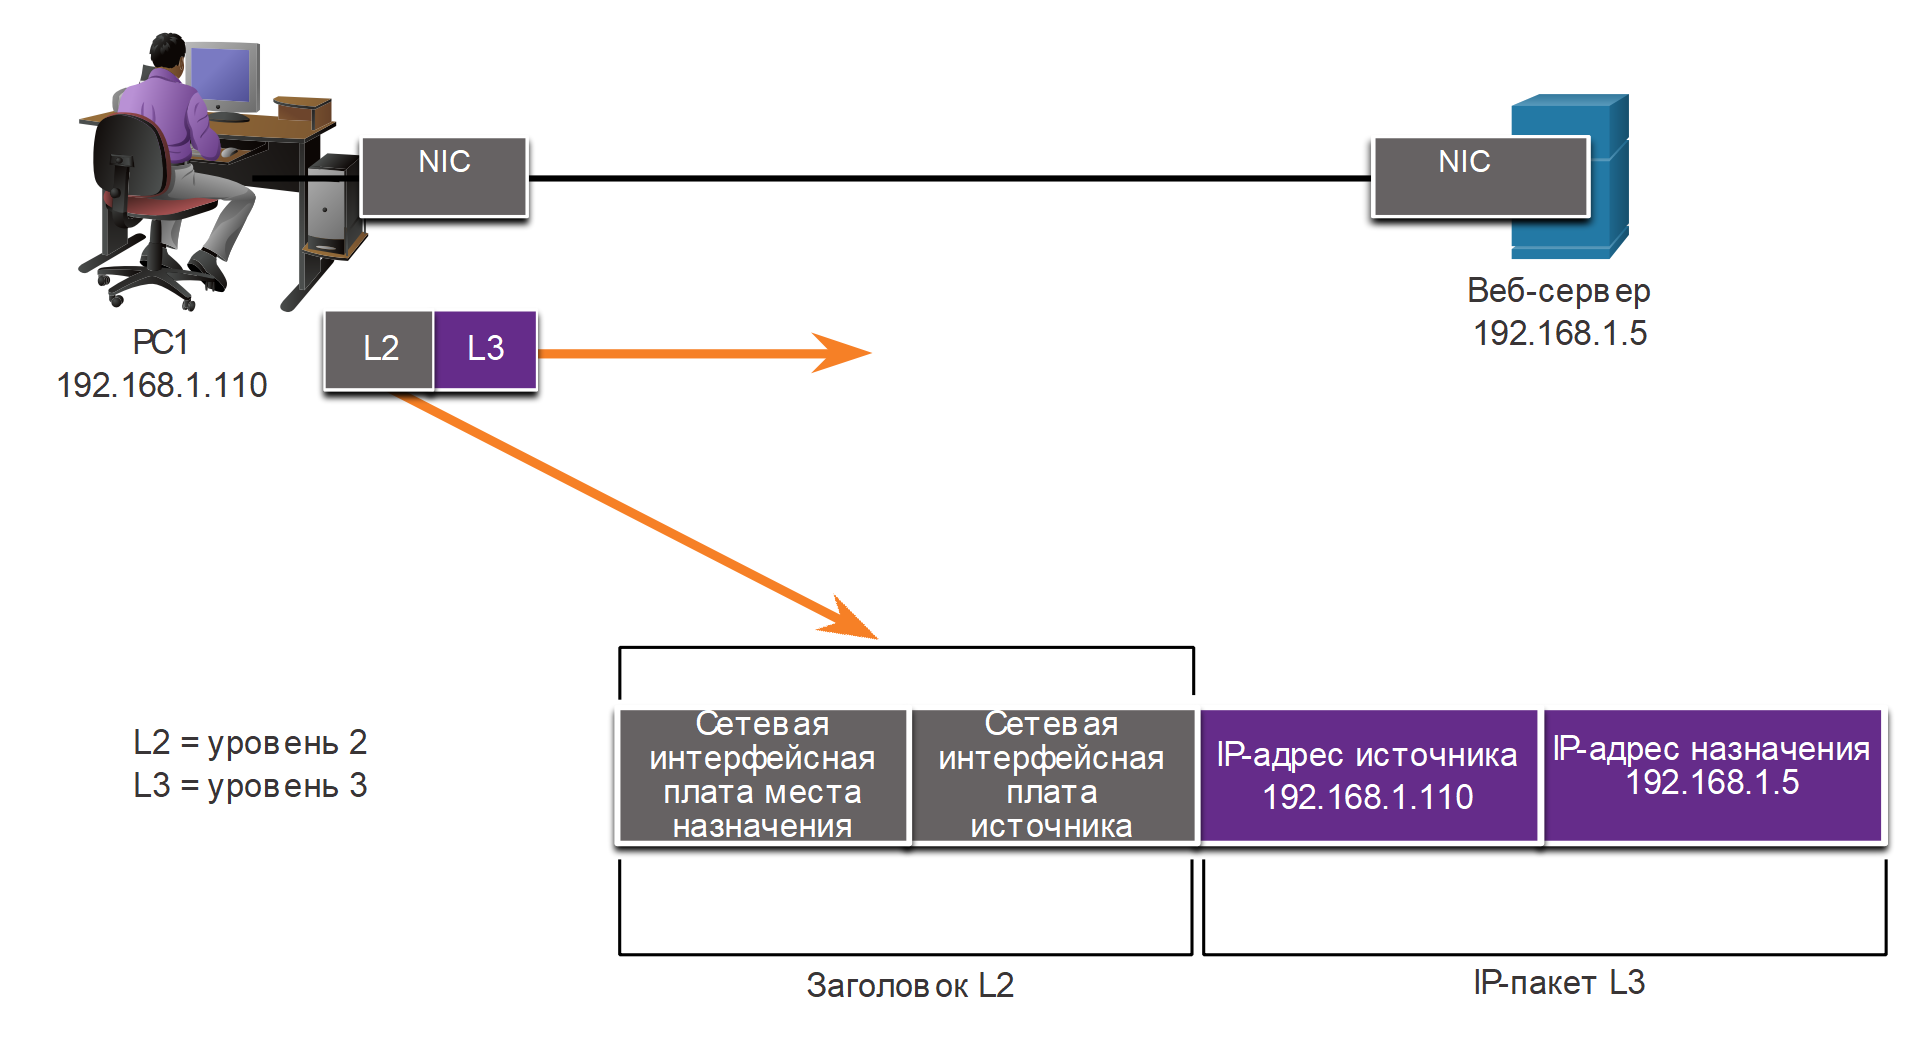 NIC
NIC
Веб-сервер
192.168.1.5
PC1
192.168.1.110
L2
L3
L2 = уровень 2
L3 = уровень 3
Сетевая
интерфейсная
плата места
назначения
Сетевая
интерфейсная
плата
источника
IP-адрес источника
192.168.1.110
IP-адрес назначения
192.168.1.5
Заголовок L2
IP-пакет L3